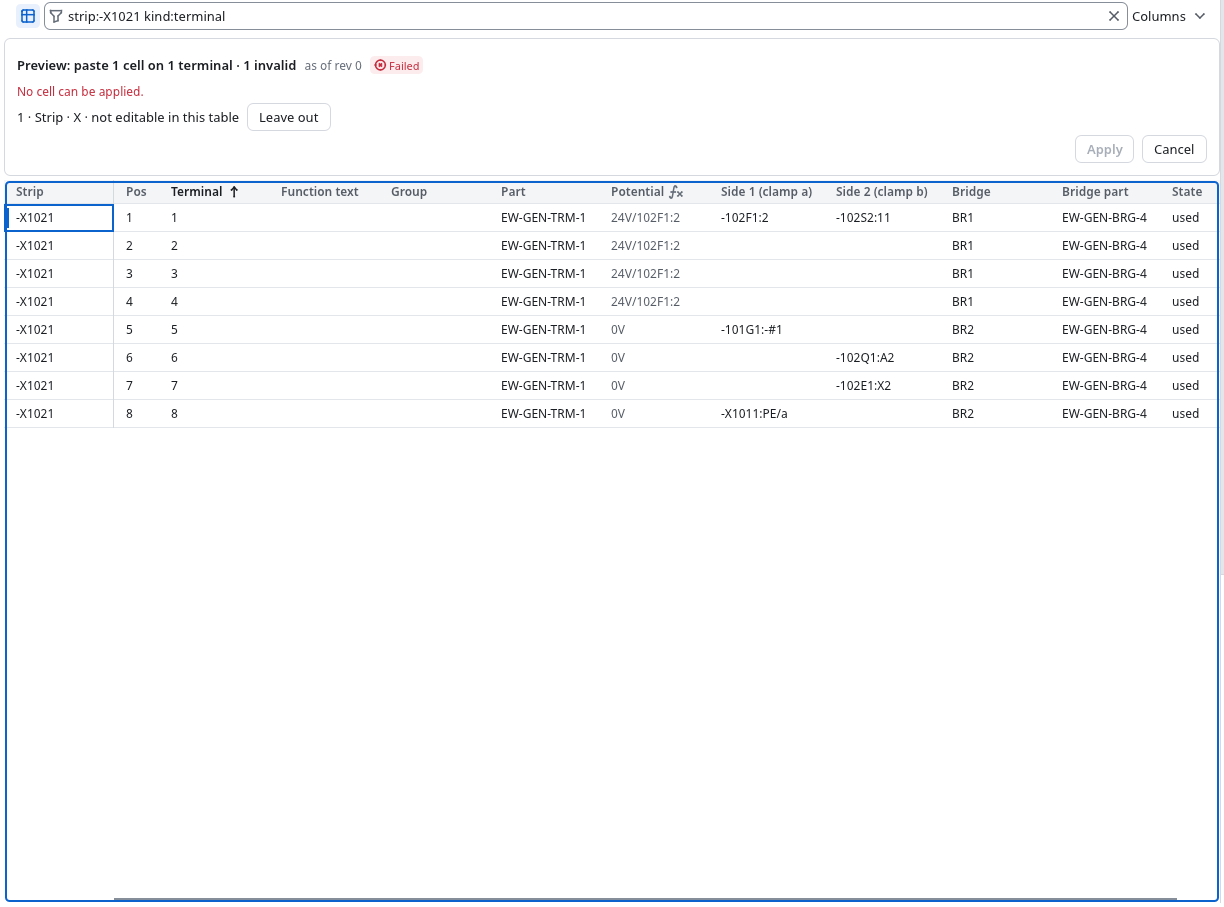 strip:-X1021 kind:terminal
Columns
Preview: paste 1 cell on 1 terminal · 1 invalid as of rev 0 Failed
No cell can be applied.
1 · Strip · X · not editable in this table Leave out
Apply Cancel
Strip Pos Terminal ↑ Function text Group Part Potential fx Side 1 (clamp a) Side 2 (clamp b) Bridge Bridge part State
-X1021 1 1 EW-GEN-TRM-1 24V/102F1:2 -102F1:2 -102S2:11 BR1 EW-GEN-BRG-4 used
-X1021 2 2 EW-GEN-TRM-1 24V/102F1:2 BR1 EW-GEN-BRG-4 used
-X1021 3 3 EW-GEN-TRM-1 24V/102F1:2 BR1 EW-GEN-BRG-4 used
-X1021 4 4 EW-GEN-TRM-1 24V/102F1:2 BR1 EW-GEN-BRG-4 used
-X1021 5 5 EW-GEN-TRM-1 0V -101G1:-#1 BR2 EW-GEN-BRG-4 used
-X1021 6 6 EW-GEN-TRM-1 0V -102Q1:A2 BR2 EW-GEN-BRG-4 used
-X1021 7 7 EW-GEN-TRM-1 0V -102E1:X2 BR2 EW-GEN-BRG-4 used
-X1021 8 8 EW-GEN-TRM-1 0V -X1011:PE/a BR2 EW-GEN-BRG-4 used